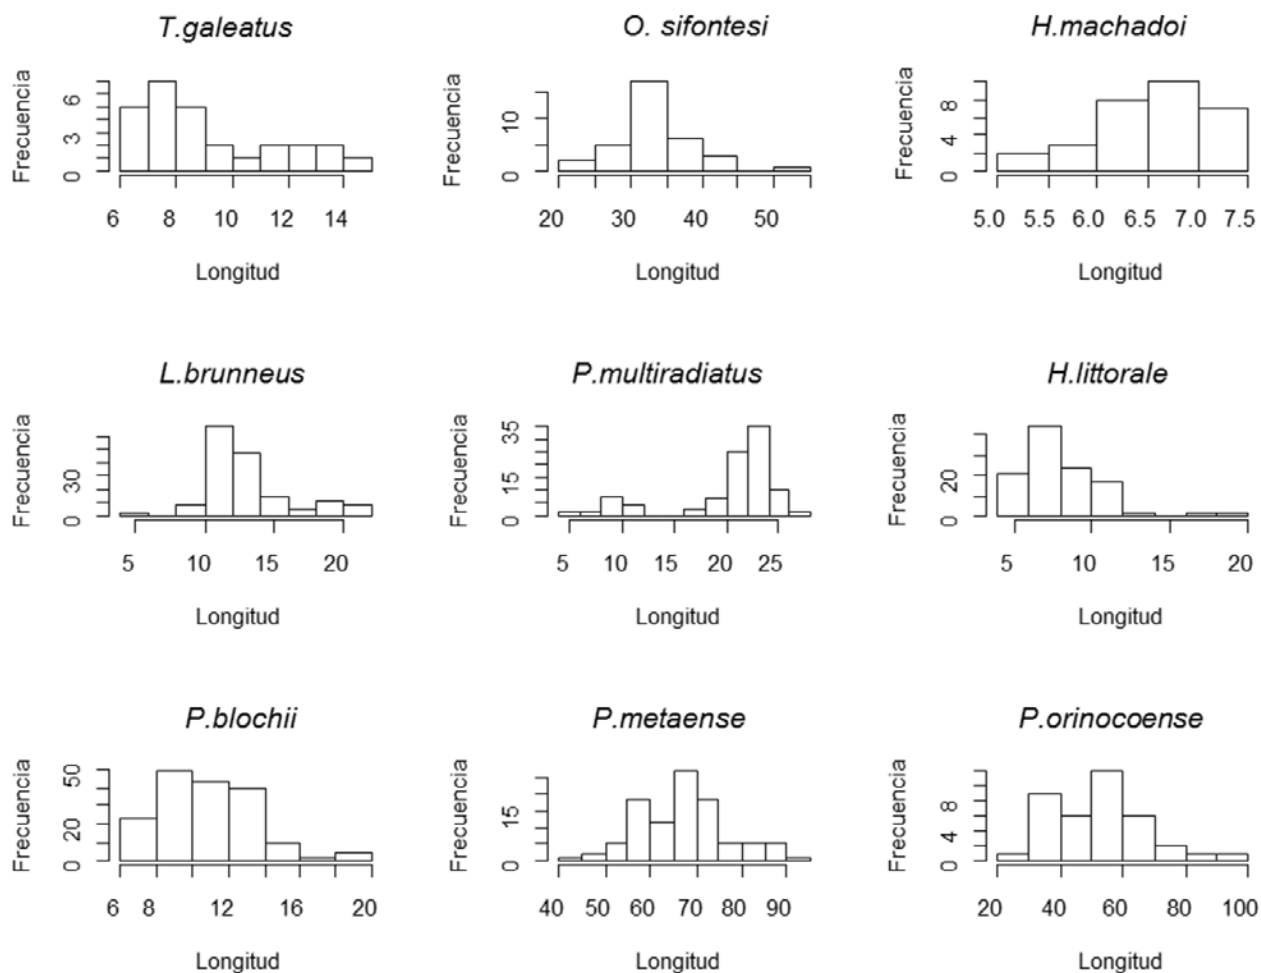 T.galeatus
Frecuencia
0 3 6
6 8 10 12 14
Longitud
O. sifontesi
Frecuencia
0 10
20 30 40 50
Longitud
H.machadoi
Frecuencia
0 4 8
5.0 5.5 6.0 6.5 7.0 7.5
Longitud
L.brunneus
Frecuencia
0 30
5 10 15 20
Longitud
P.multiradiatus
Frecuencia
0 15 35
5 10 15 20 25
Longitud
H.littorale
Frecuencia
0 20
5 10 15 20
Longitud
P.blochii
Frecuencia
0 20 50
6 8 12 16 20
Longitud
P.metaense
Frecuencia
0 15
40 50 60 70 80 90
Longitud
P.orinocoense
Frecuencia
0 4 8
20 40 60 80 100
Longitud